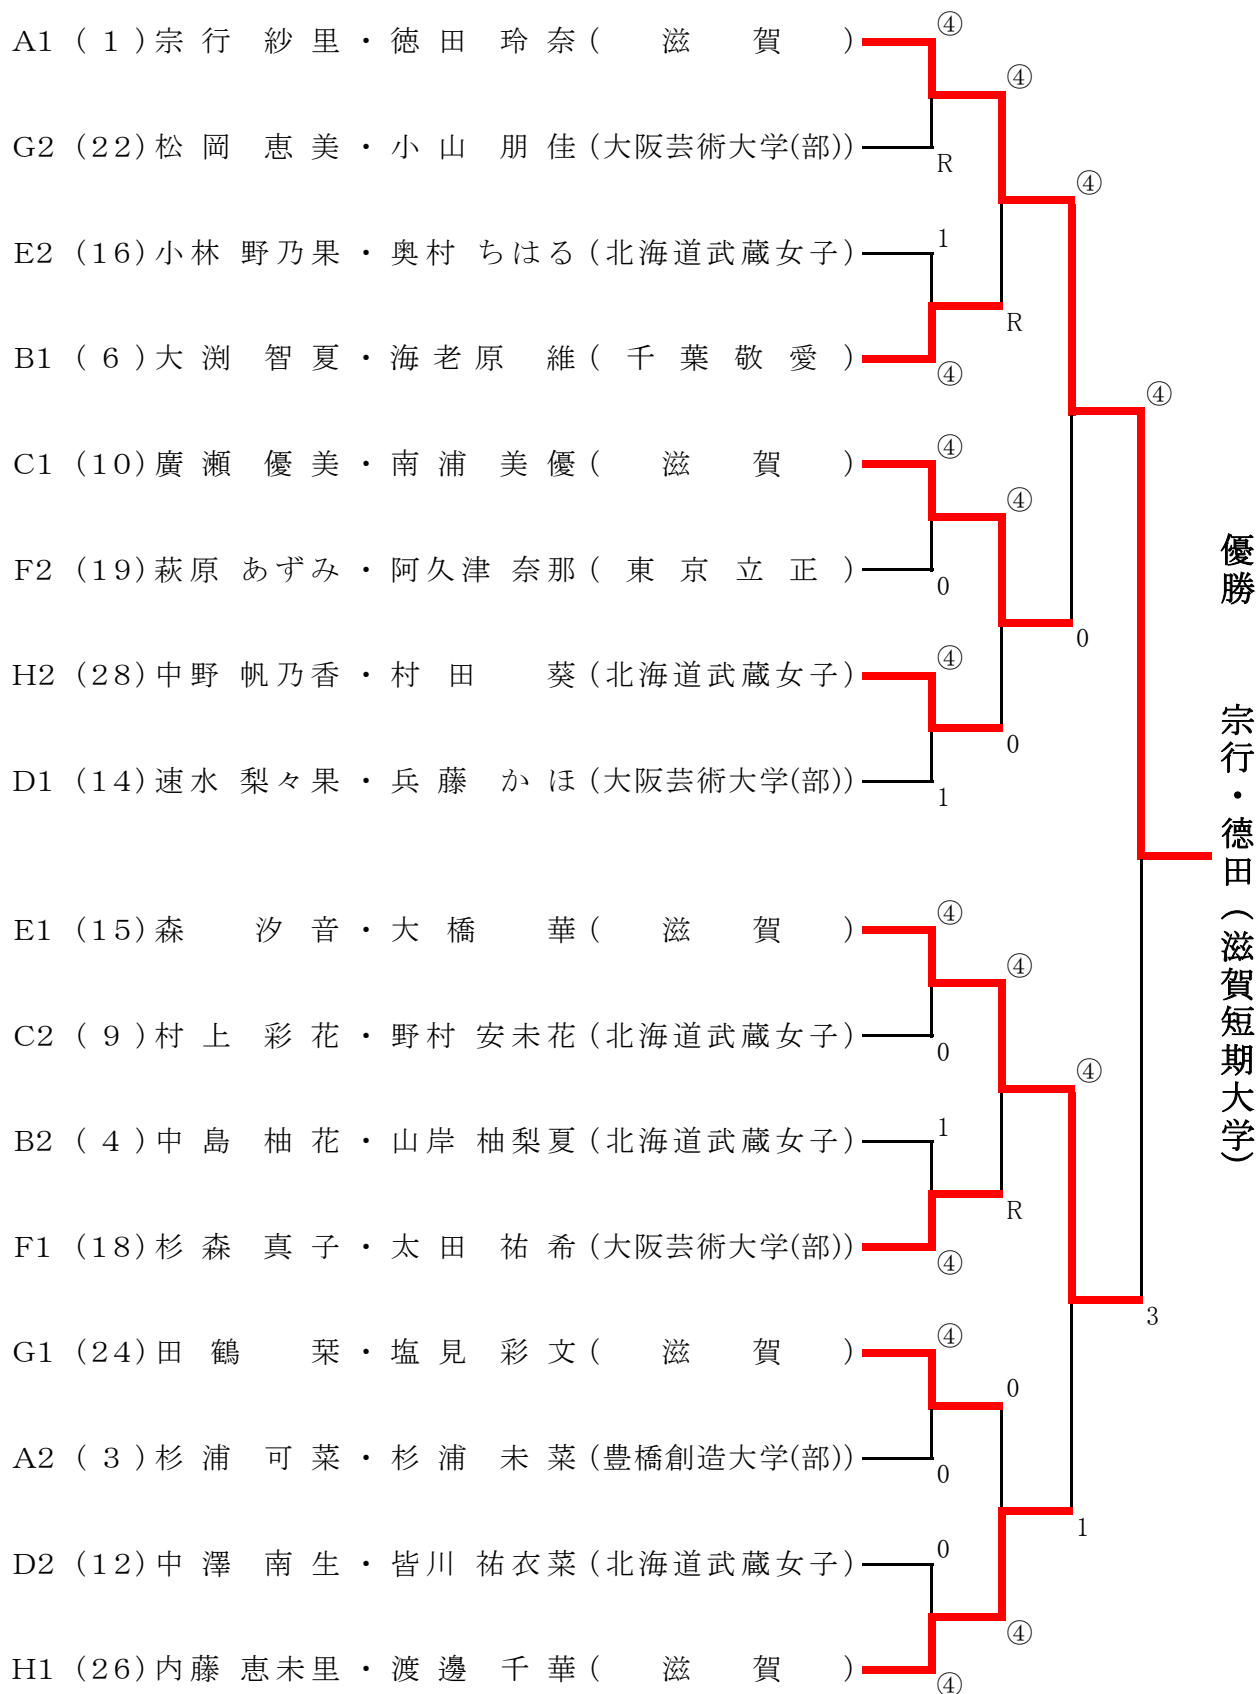 A1 (1) 宗行 紗里・徳田 玲奈 (滋賀)
④
④
G2 (22) 松岡 恵美・小山 朋佳 (大阪芸術大学(部))
R
④
E2 (16) 小林 野乃果・奥村 ちはる (北海道武蔵女子)
1
R
B1 (6) 大渕 智夏・海老原 維 (千葉敬愛)
④
④
C1 (10) 廣瀬 優美・南浦 美優 (滋賀)
④
④
F2 (19) 萩原 あずみ・阿久津 奈那 (東京立正)
0
0
H2 (28) 中野 帆乃香・村田 葵 (北海道武蔵女子)
④
0
D1 (14) 速水 梨々果・兵藤 かほ (大阪芸術大学(部))
1
E1 (15) 森 汐音・大橋 華 (滋賀)
④
④
C2 (9) 村上 彩花・野村 安未花 (北海道武蔵女子)
0
④
B2 (4) 中島 柚花・山岸 柚梨夏 (北海道武蔵女子)
1
R
F1 (18) 杉森 真子・太田 祐希 (大阪芸術大学(部))
④
3
G1 (24) 田鶴 栞・塩見 彩文 (滋賀)
④
0
A2 (3) 杉浦 可菜・杉浦 未菜 (豊橋創造大学(部))
0
1
D2 (12) 中澤 南生・皆川 祐衣菜 (北海道武蔵女子)
0
④
H1 (26) 内藤 恵未里・渡邊 千華 (滋賀)
④
優勝 宗行・德田(滋賀短期大学)